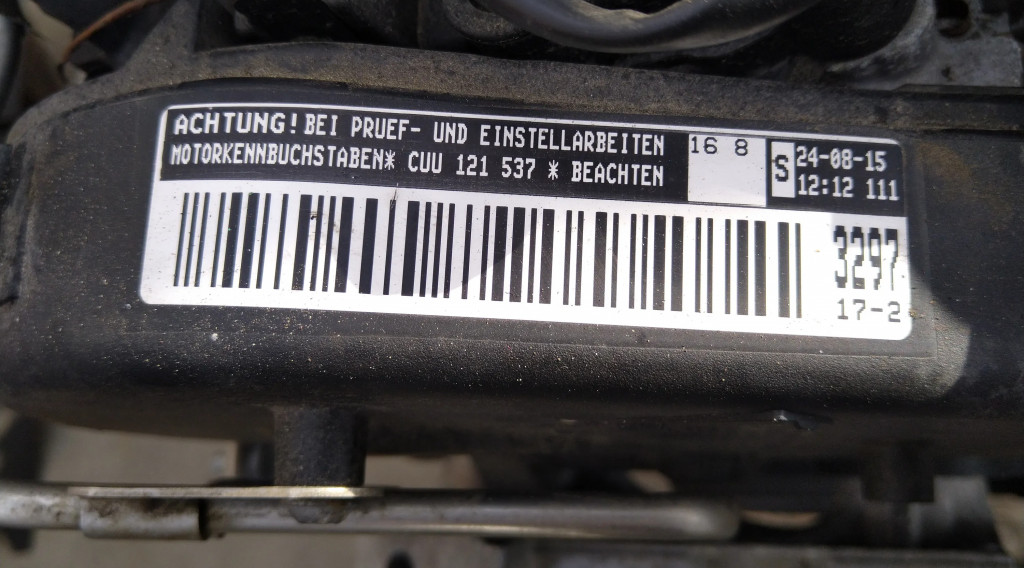 ACHTUNG! BEI PRUEF- UND EINSTELLARBEITEN
MOTORKENNBUCHSTABEN* CUU 121 537 * BEACHTEN
16 8
S
24-08-15
12:12 111
3297
17-2